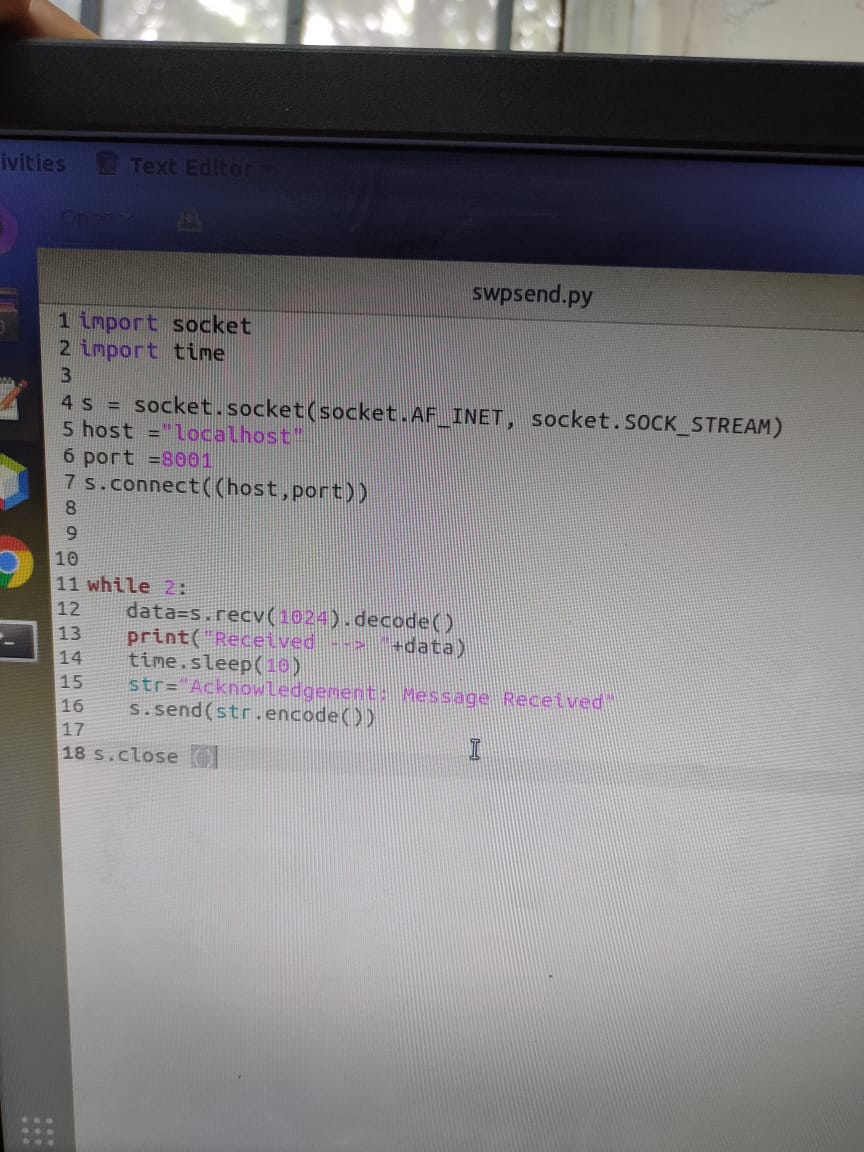 ivities Text Editor
Open
swpsend.py
1 import socket
2 import time
3
4 s = socket.socket(socket.AF_INET, socket.SOCK_STREAM)
5 host ="localhost"
6 port =8001
7 s.connect((host,port))
8
9
10
11 while 2:
12     data=s.recv(1024).decode()
13     print("Received --> "+data)
14     time.sleep(10)
15     str="Acknowledgement: Message Received"
16     s.send(str.encode())
17
18 s.close ()